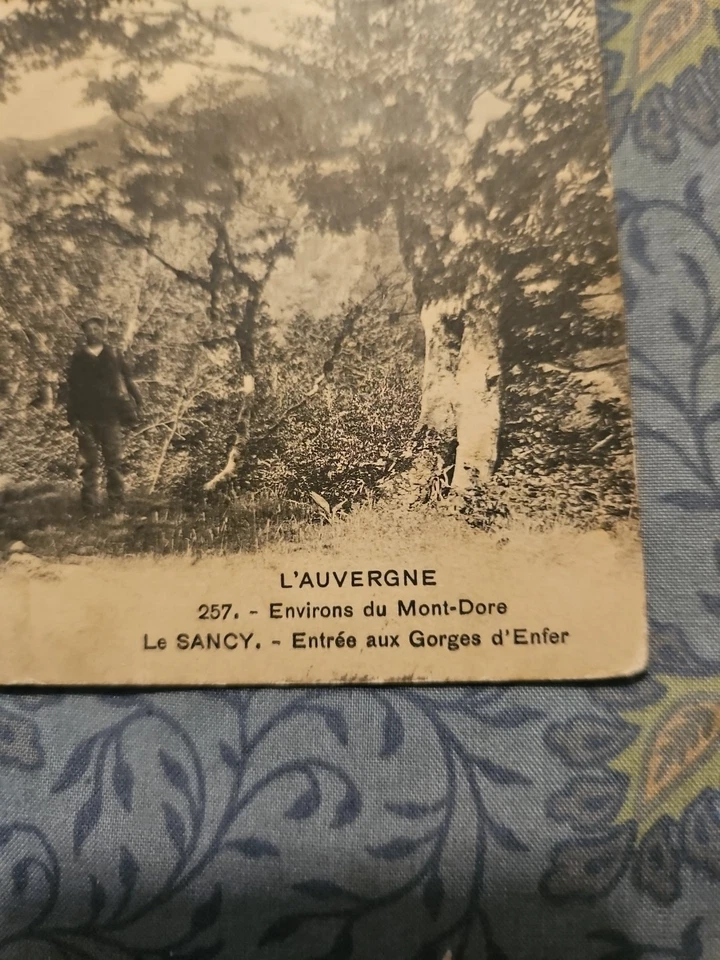 L'AUVERGNE
257. - Environs du Mont-Dore
Le SANCY. - Entrée aux Gorges d'Enfer